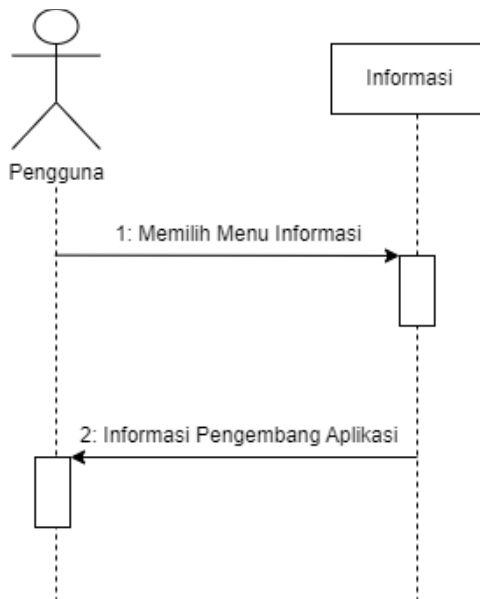 Informasi
Pengguna
1: Memilih Menu Informasi
2: Informasi Pengembang Aplikasi